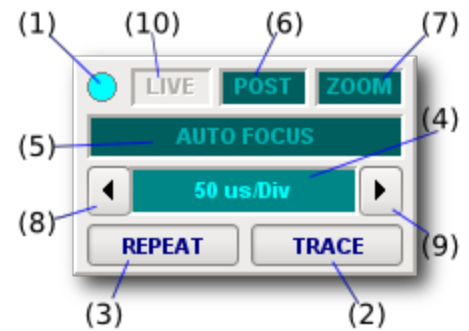 (1) (10) (6) (7)
LIVE POST ZOOM
(4)
AUTO FOCUS
(5)
50 us/Div
(8) (9)
REPEAT TRACE
(3) (2)